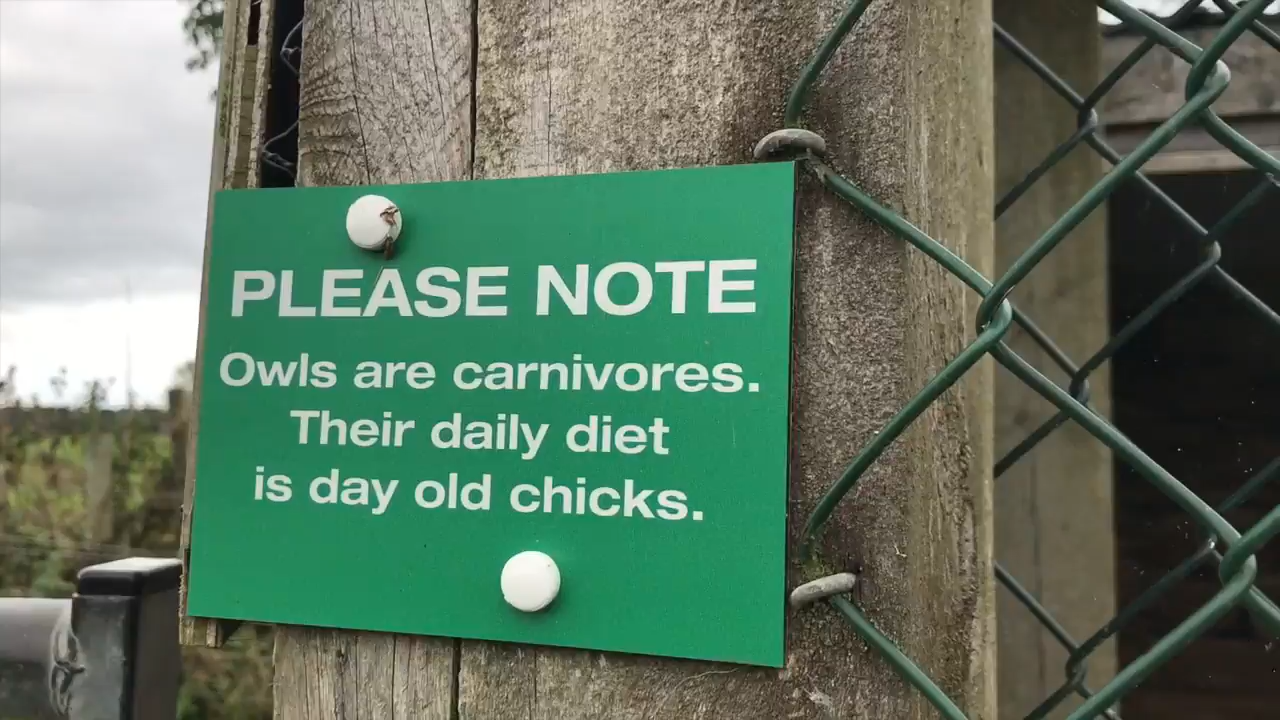 PLEASE NOTE
Owls are carnivores.
Their daily diet
is day old chicks.